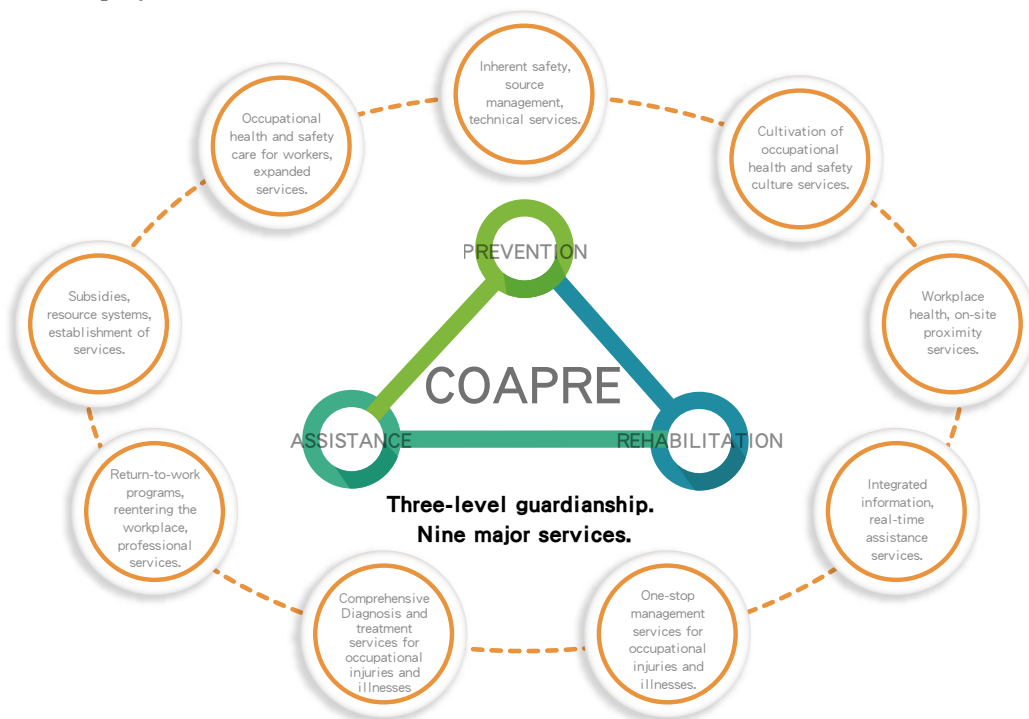 Inherent safety,
source
management,
technical services.
Occupational
health and safety
care for workers,
expanded
services.
Cultivation of
occupational
health and safety
culture services.
PREVENTION
Subsidies,
resource systems,
establishment of
services.
Workplace
health, on-site
proximity
services.
COAPRE
ASSISTANCE
REHABILITATION
Three-level guardianship.
Nine major services.
Return-to-work
programs,
reentering the
workplace,
professional
services.
Integrated
information,
real-time
assistance
services.
Comprehensive
Diagnosis and
treatment
services for
occupational
injuries and
illnesses
One-stop
management
services for
occupational
injuries and
illnesses.